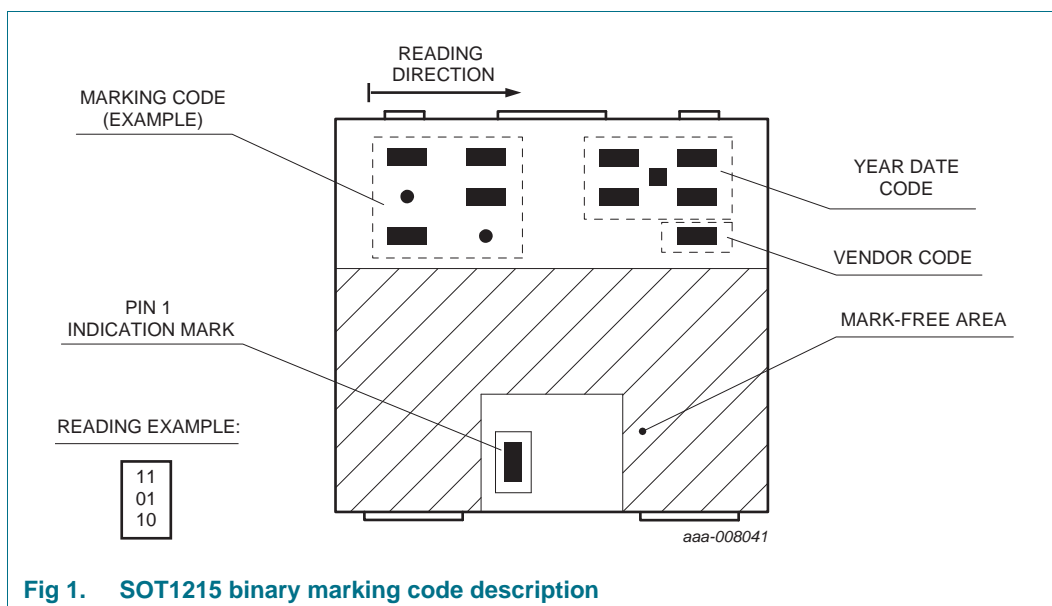 READING
DIRECTION
MARKING CODE
(EXAMPLE)
YEAR DATE
CODE
VENDOR CODE
PIN 1
INDICATION MARK
MARK-FREE AREA
READING EXAMPLE:
11
01
10
aaa-008041
Fig 1. SOT1215 binary marking code description